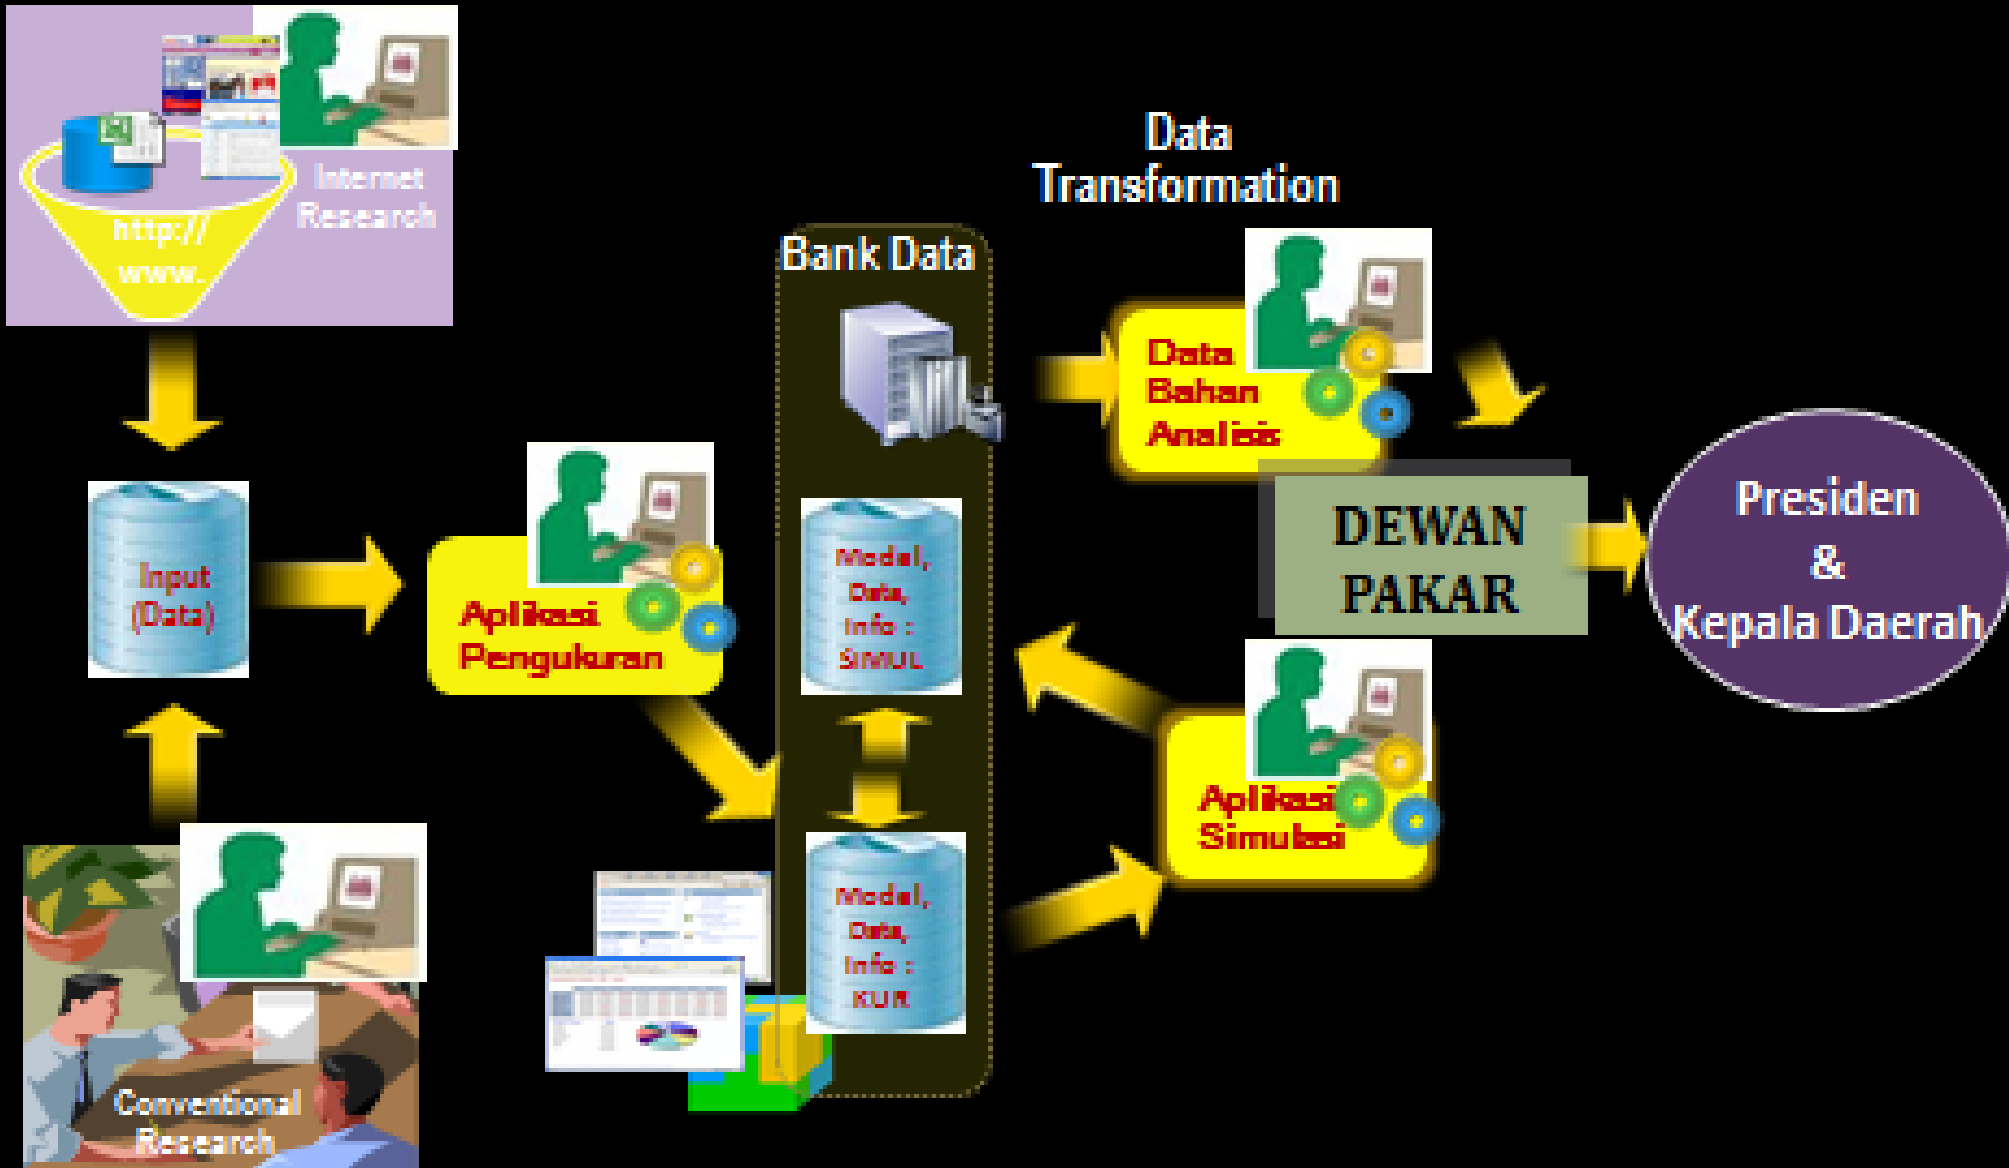 Internet
Research
http://
www.
Data
Transformation
Bank Data
Data
Bahan
Analisis
DEWAN
PAKAR
Presiden
&
Kepala Daerah
Input
(Data)
Aplikasi
Pengukuran
Model,
Data,
Info :
SIMUL
Aplikasi
Simulasi
Model,
Data,
Info :
KUR
Conventional
Research